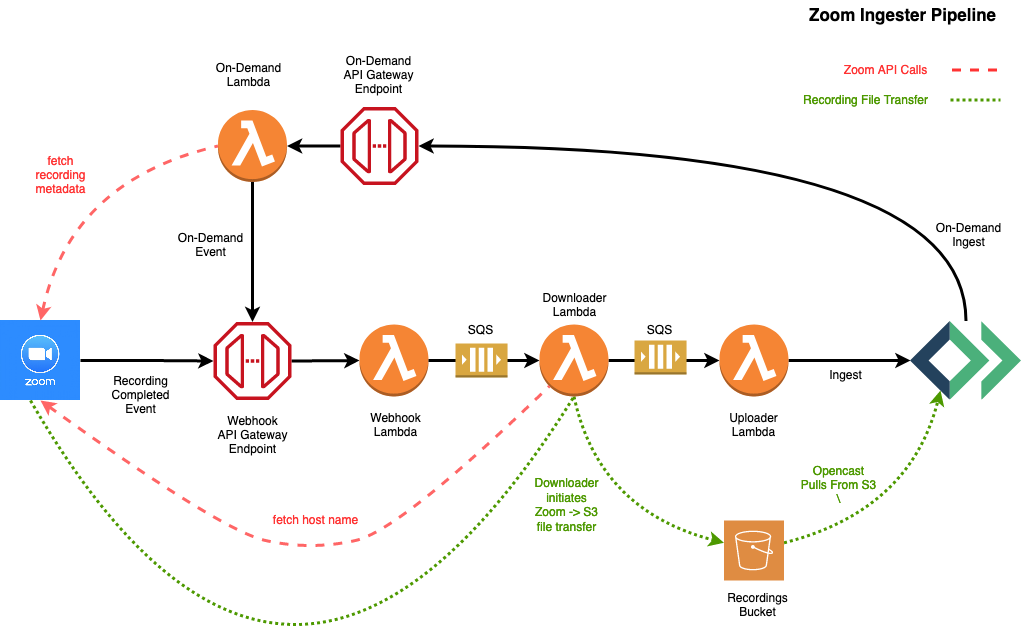 Zoom Ingester Pipeline
Zoom API Calls
Recording File Transfer
On-Demand
Lambda
On-Demand
API Gateway
Endpoint
fetch
recording
metadata
On-Demand
Event
On-Demand
Ingest
zoom
Recording
Completed
Event
Webhook
API Gateway
Endpoint
Webhook
Lambda
SQS
Downloader
Lambda
SQS
Uploader
Lambda
Ingest
fetch host name
Downloader
initiates
Zoom -> S3
file transfer
Opencast
Pulls From S3
\
Recordings
Bucket